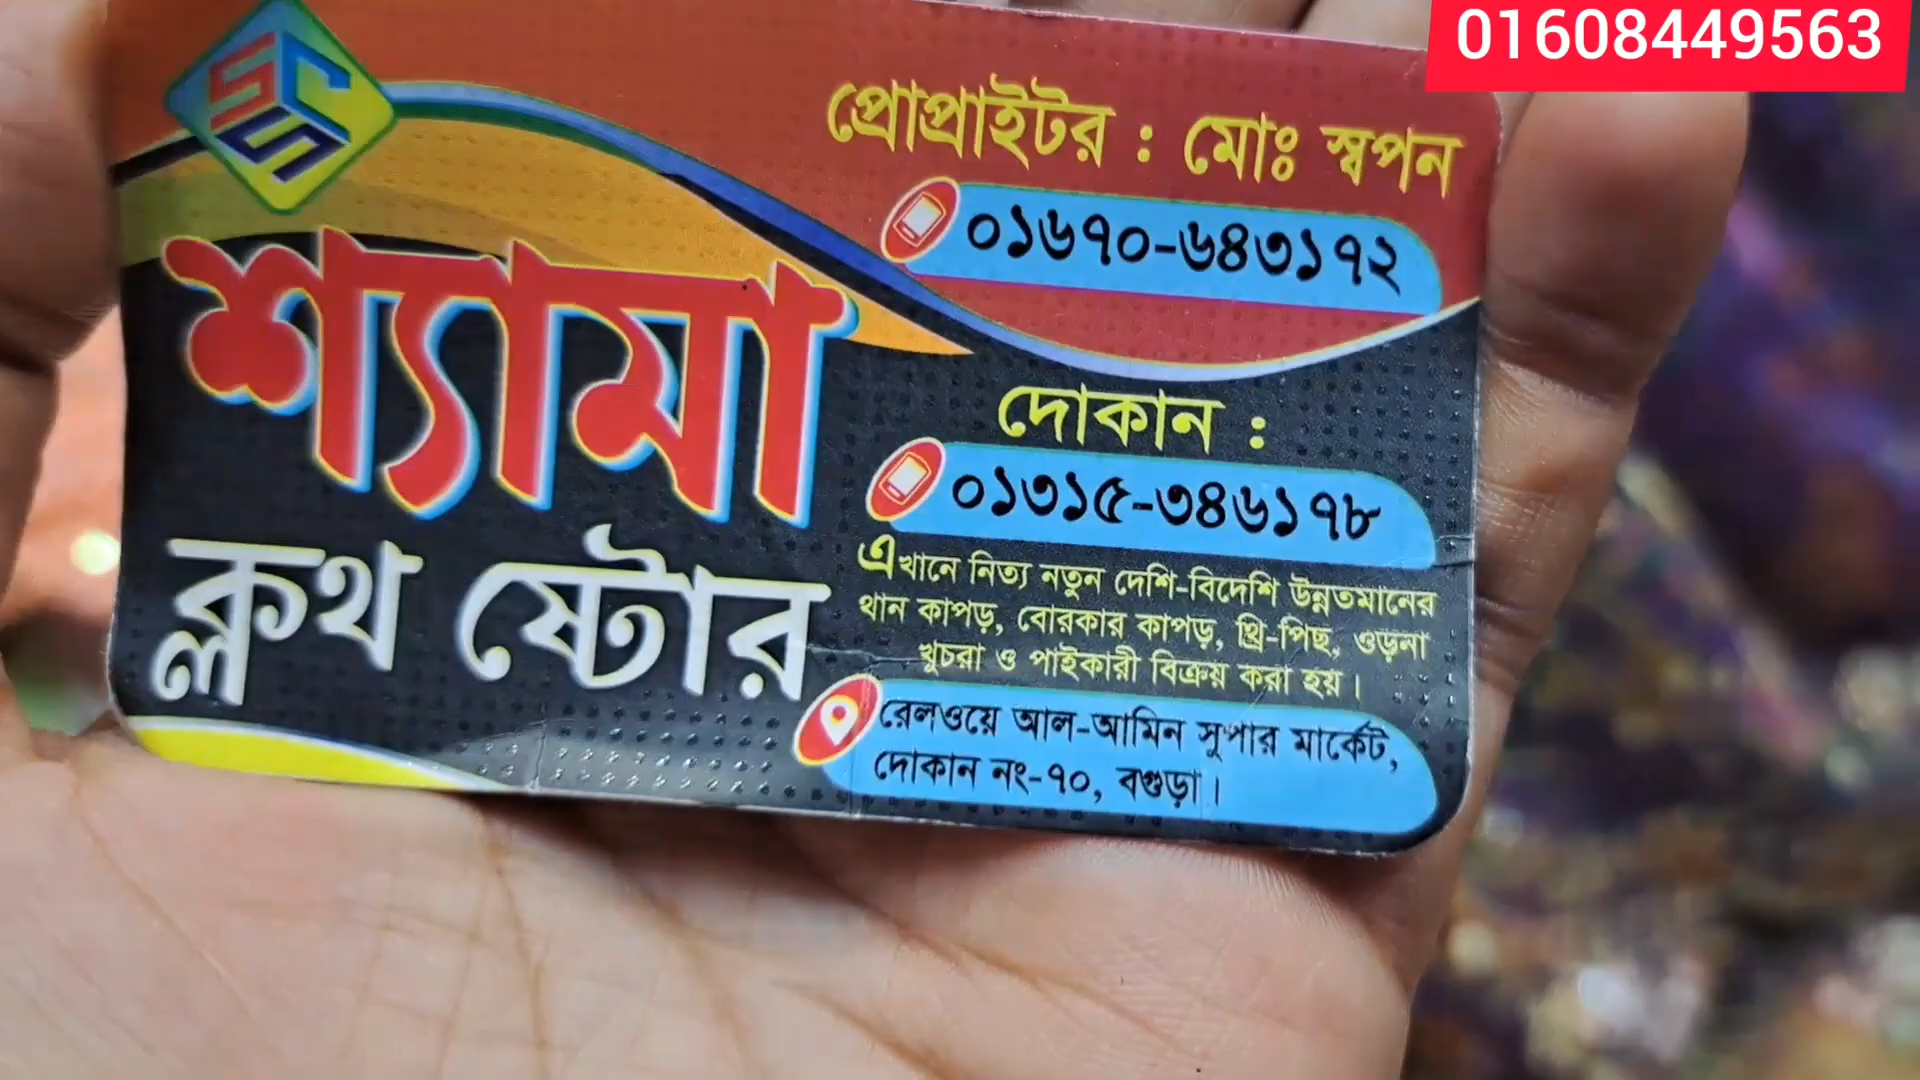 01608449563
SCS
প্রোপ্রাইটর : মোঃ স্বপন
০১৬৭০-৬৪৩১৭২
শ্যামা
ক্লথ ষ্টোর
দোকান :
০১৩১৫-৩৪৬১৭৮
এখানে নিত্য নতুন দেশি-বিদেশি উন্নতমানের
থান কাপড়, বোরকার কাপড়, থ্রি-পিছ, ওড়না
খুচরা ও পাইকারী বিক্রয় করা হয়।
রেলওয়ে আল-আমিন সুপার মার্কেট,
দোকান নং-৭০, বগুড়া।